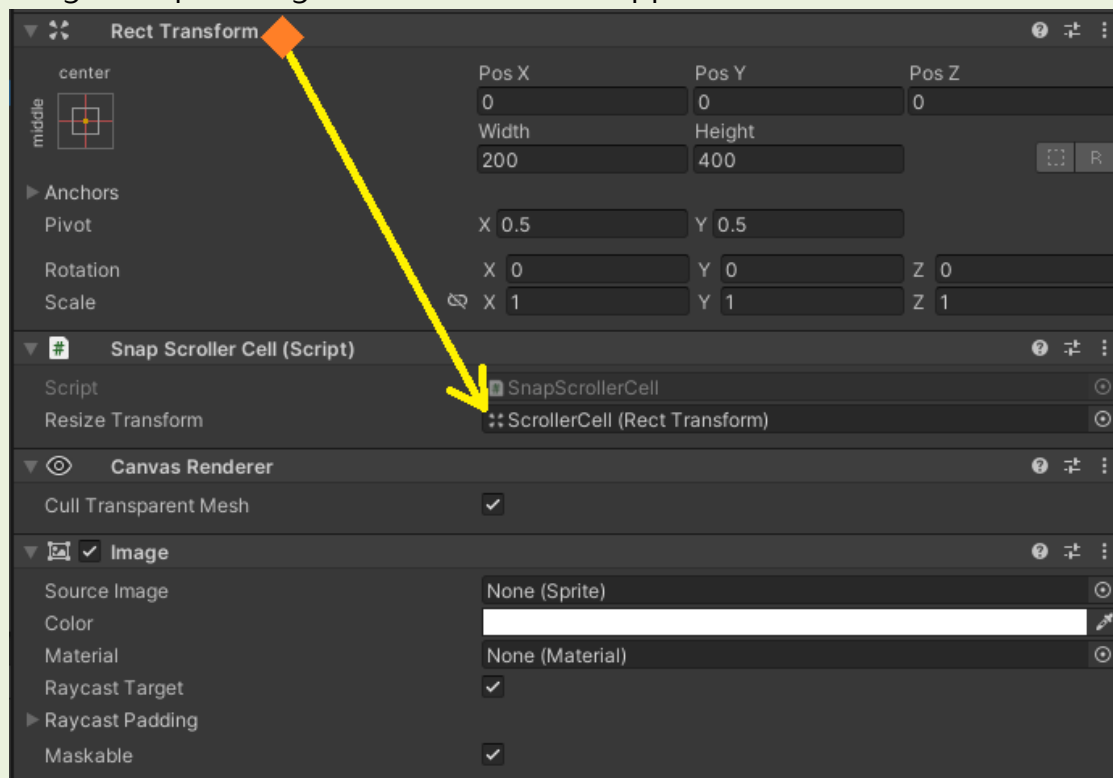 Rect Transform
center
middle
Pos X Pos Y Pos Z
0 0 0
Width Height
200 400
R
Anchors
Pivot X 0.5 Y 0.5
Rotation X 0 Y 0 Z 0
Scale X 1 Y 1 Z 1
# Snap Scroller Cell (Script)
Script # SnapScrollerCell
Resize Transform ScrollerCell (Rect Transform)
Canvas Renderer
Cull Transparent Mesh
Image
Source Image None (Sprite)
Color
Material None (Material)
Raycast Target
Raycast Padding
Maskable